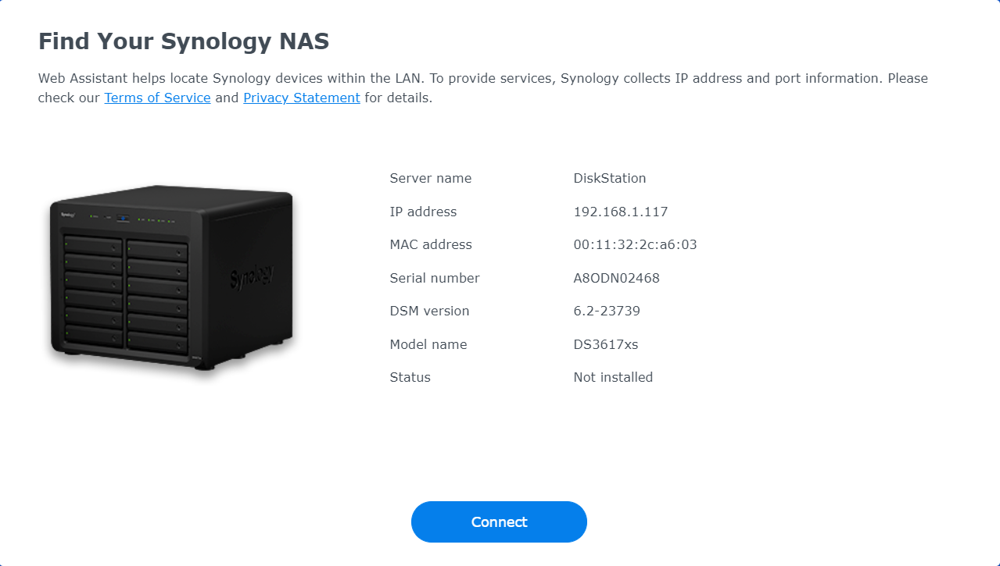 Find Your Synology NAS
Web Assistant helps locate Synology devices within the LAN. To provide services, Synology collects IP address and port information. Please
check our Terms of Service and Privacy Statement for details.
Synology
Synology
Server name DiskStation
IP address 192.168.1.117
MAC address 00:11:32:2c:a6:03
Serial number A8ODN02468
DSM version 6.2-23739
Model name DS3617xs
Status Not installed
Connect